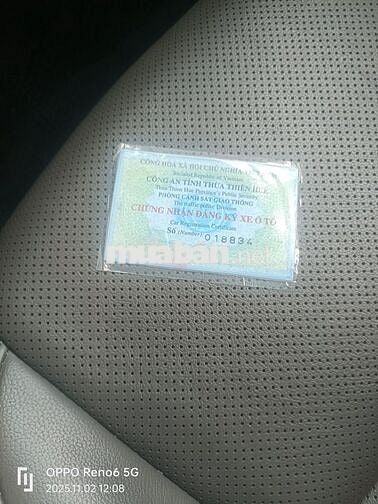 CỘNG HÒA XÃ HỘI CHỦ NGHĨA
Socialist Republic of Vietnam
CÔNG AN TỈNH THỪA THIÊN HUẾ
Thua Thien Hue Province's Public Security
PHÒNG CẢNH SÁT GIAO THÔNG
The traffic police Division
CHỨNG NHẬN ĐĂNG KÝ XE Ô TÔ
Car Registration Certificate
Số (Number): 018834
muaban.net
OPPO Reno6 5G
2025.11.02 12:08